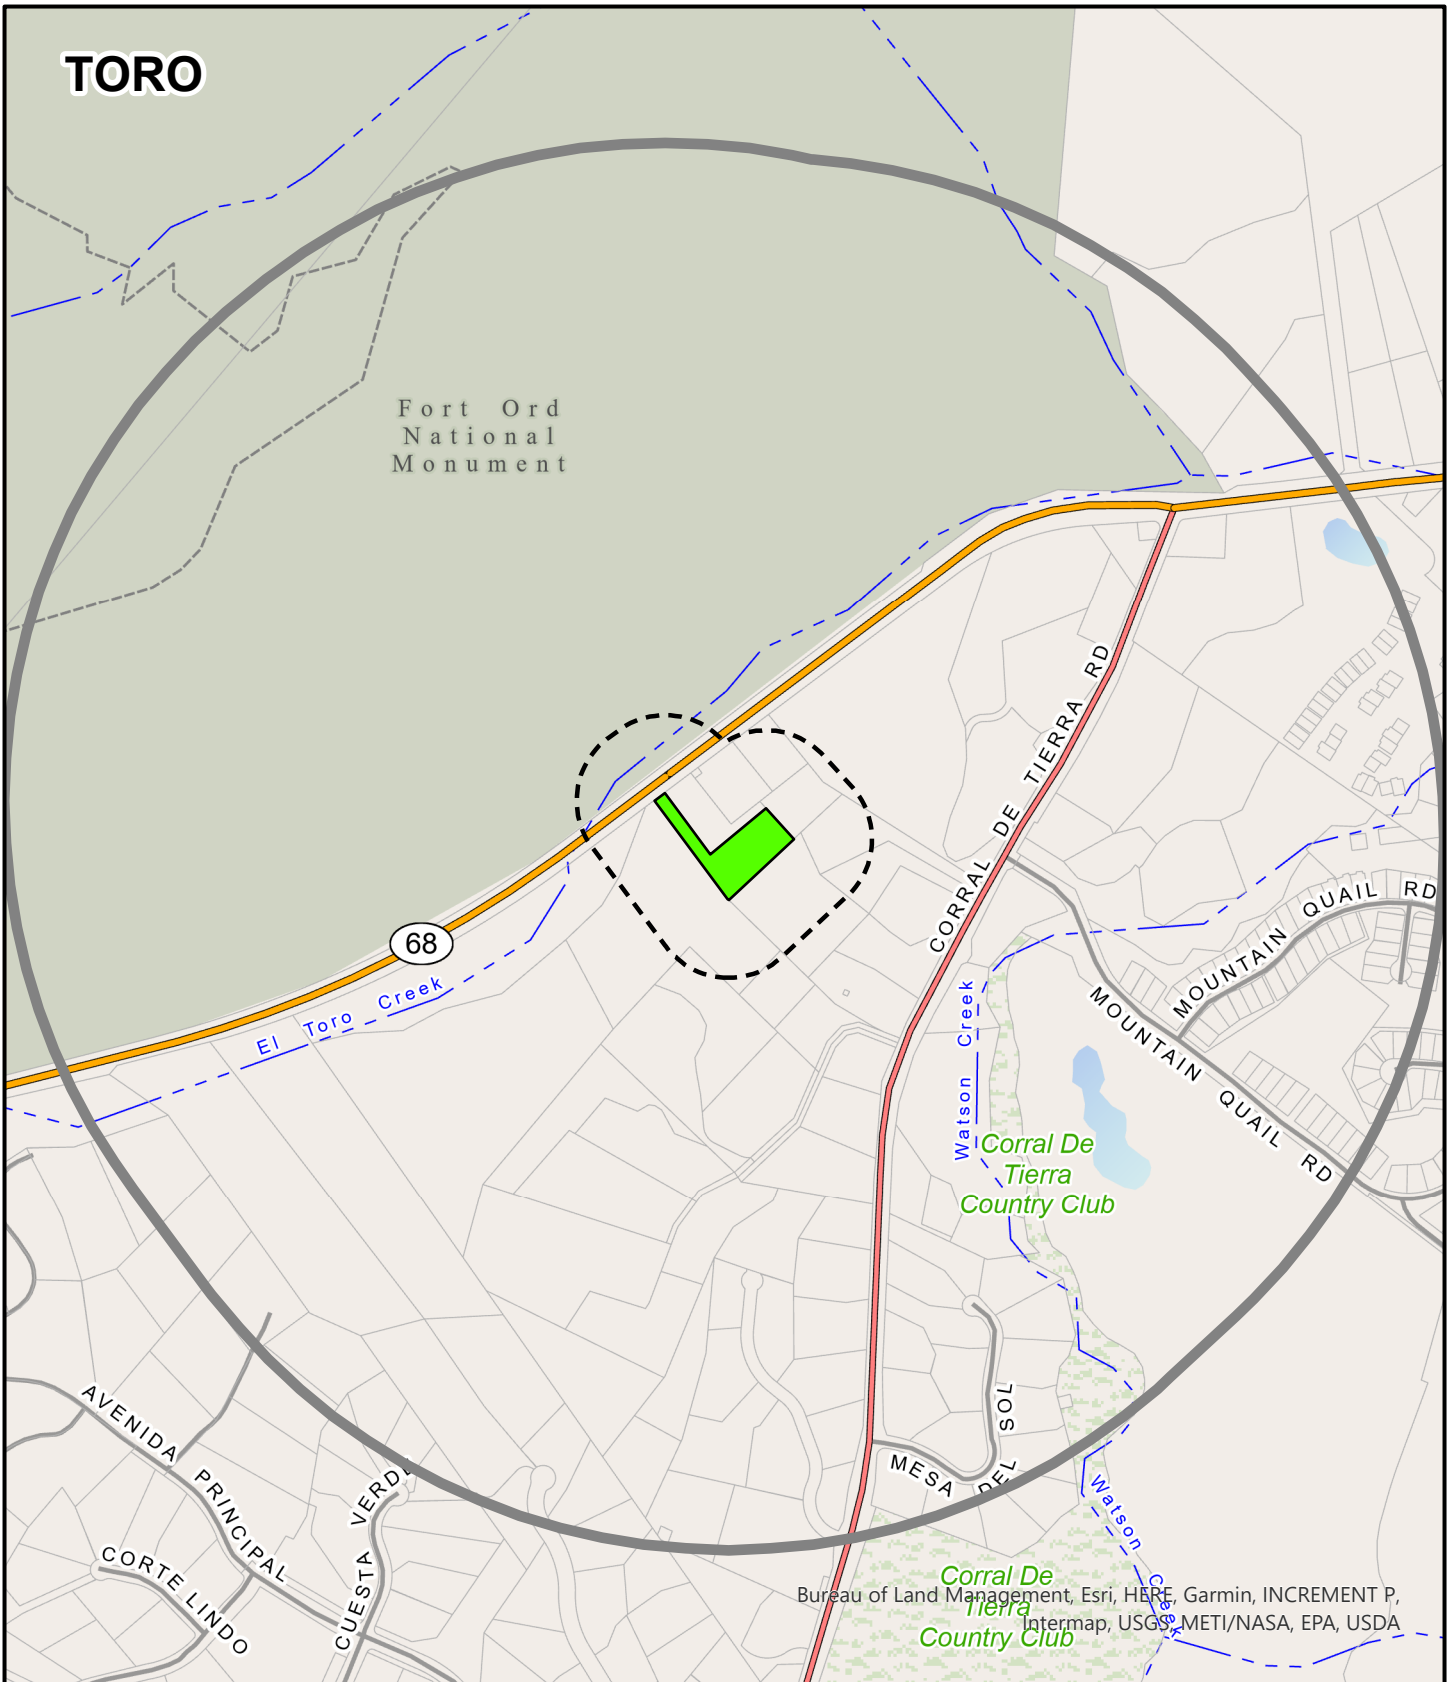 TORO
Fort Ord
National
Monument
CORRAL DE TIERRA RD
68
El Toro Creek
MOUNTAIN QUAIL RD
MOUNTAIN QUAIL RD
Watson Creek
Corral De
Tierra
Country Club
MESA DEL SOL
AVENIDA PRINCIPAL
CUESTA VERDE
CORTE LINDO
Watson Creek
Corral De
Tierra
Country Club
Bureau of Land Management, Esri, HERE, Garmin, INCREMENT P,
Intermap, USGS, METI/NASA, EPA, USDA